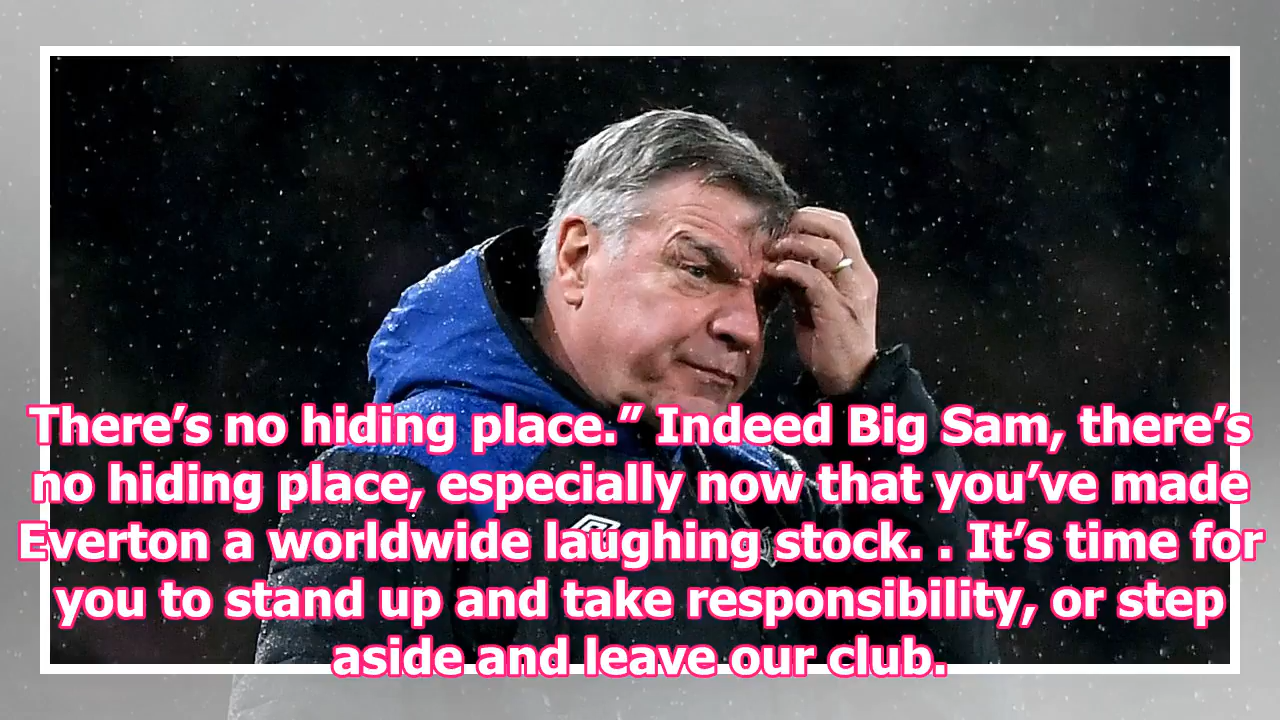 There’s no hiding place.” Indeed Big Sam, there’s
no hiding place, especially now that you’ve made
Everton a worldwide laughing stock. . It’s time for
you to stand up and take responsibility, or step
aside and leave our club.